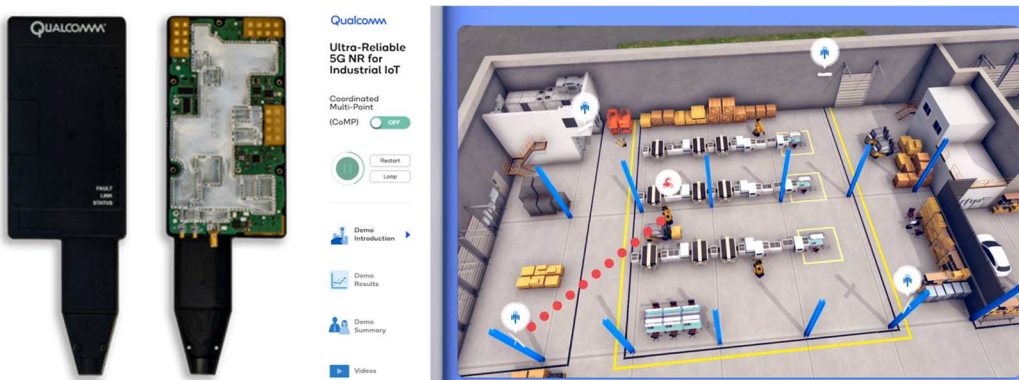 QUALCOMM
FAULT
LINK
STATUS
Qualcomm
Ultra-Reliable
5G NR for
Industrial IoT
Coordinated
Multi-Point
(CoMP)
OFF
Restart
Loop
Demo
Introduction
Demo
Results
Demo
Summary
Videos